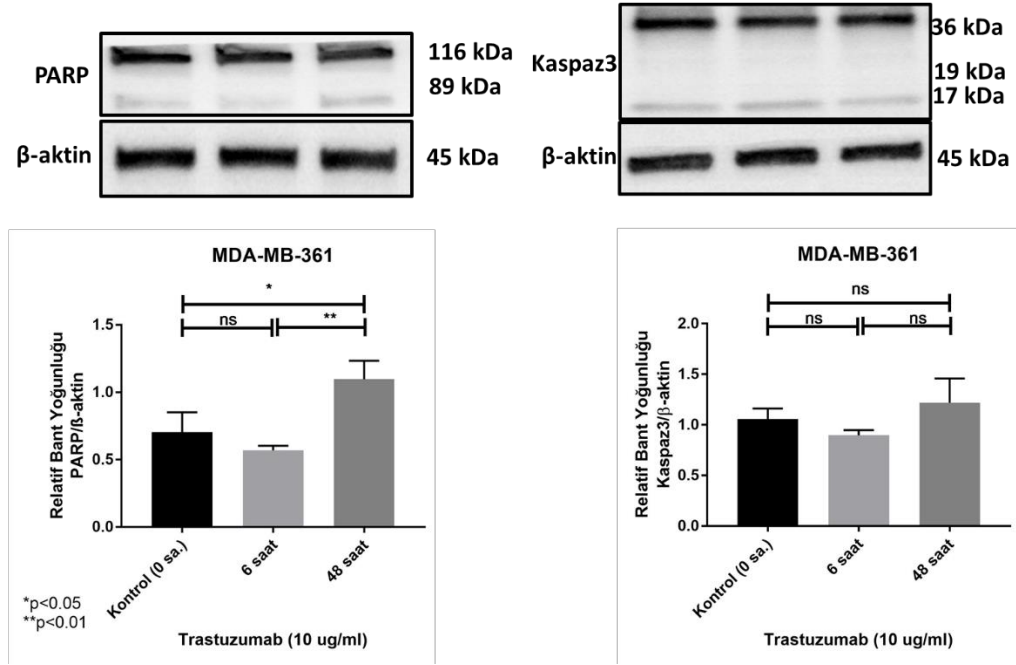 PARP
116 kDa
89 kDa
β-aktin
45 kDa
Kaspaz3
36 kDa
19 kDa
17 kDa
β-aktin
45 kDa
MDA-MB-361
*
ns
**
Relatif Bant Yoğunluğu
PARP/ß-aktin
1.5
1.0
0.5
0.0
Kontrol (0 sa.)
6 saat
48 saat
*p<0.05
**p<0.01
Trastuzumab (10 ug/ml)
MDA-MB-361
ns
ns
ns
Relatif Bant Yoğunluğu
Kaspaz3/β-aktin
2.0
1.5
1.0
0.5
0.0
Kontrol (0 sa.)
6 saat
48 saat
Trastuzumab (10 ug/ml)